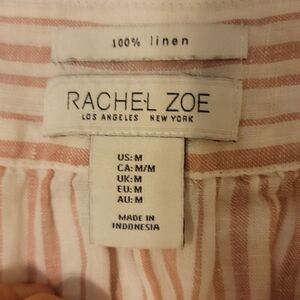 100% linen
RACHEL ZOE
LOS ANGELES NEW YORK
US: M
CA: M/M
UK: M
EU: M
AU: M
MADE IN
INDONESIA